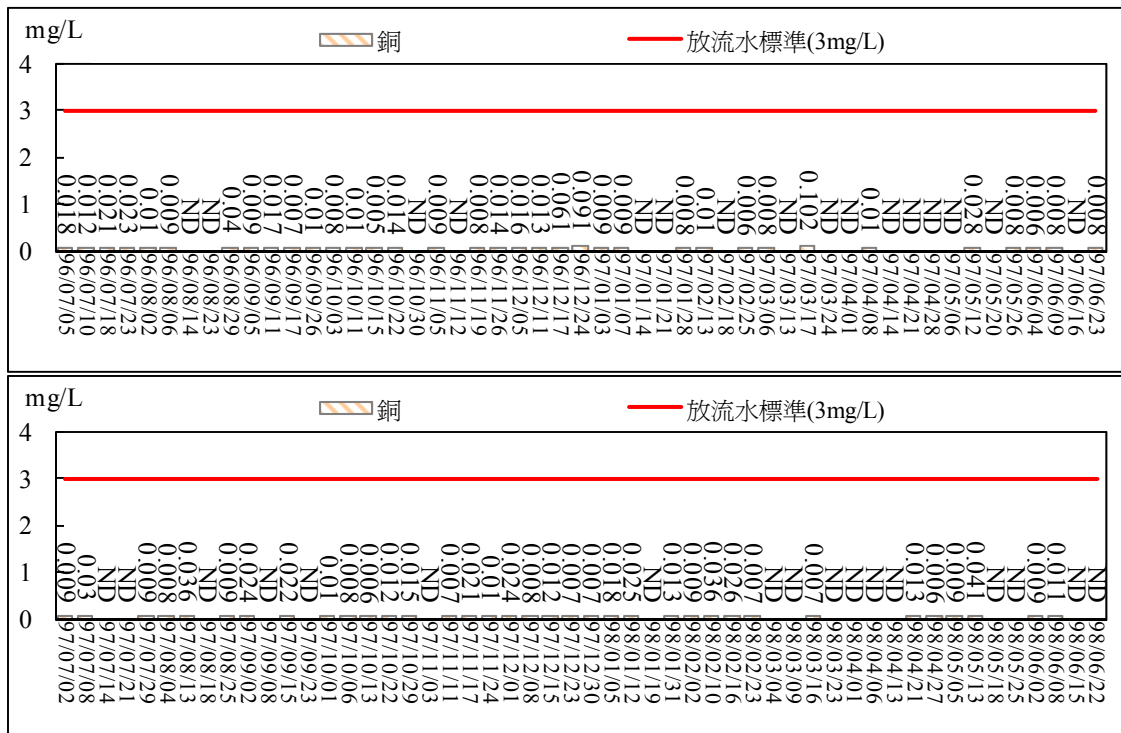 mg/L
銅
放流水標準(3mg/L)
4
3
2
1
0
0.018 0.012 0.021 0.023 0.01 0.009 ND ND 0.04 0.009 0.017 0.007 0.01 0.008 0.01 0.005 0.014 ND 0.009 ND 0.008 0.014 0.016 0.013 0.061 0.091 0.009 0.009 ND ND 0.008 0.01 ND 0.006 0.008 ND 0.102 ND ND 0.01 ND ND ND ND 0.028 ND 0.008 0.006 0.008 ND 0.008
96/07/05 96/07/10 96/07/18 96/07/23 96/08/02 96/08/06 96/08/14 96/08/23 96/08/29 96/09/05 96/09/11 96/09/17 96/09/26 96/10/03 96/10/11 96/10/15 96/10/22 96/10/30 96/11/05 96/11/12 96/11/19 96/11/26 96/12/05 96/12/11 96/12/17 96/12/24 97/01/03 97/01/07 97/01/14 97/01/21 97/01/28 97/02/13 97/02/18 97/02/25 97/03/06 97/03/13 97/03/17 97/03/24 97/04/01 97/04/08 97/04/14 97/04/21 97/04/28 97/05/06 97/05/12 97/05/20 97/05/26 97/06/04 97/06/09 97/06/16 97/06/23
mg/L
銅
放流水標準(3mg/L)
4
3
2
1
0
0.009 0.03 ND ND 0.009 0.008 0.036 ND 0.009 0.024 ND 0.022 ND 0.01 0.008 0.006 0.012 0.015 ND 0.007 0.021 0.01 0.024 0.008 0.012 0.007 0.007 0.018 0.025 ND 0.013 0.009 0.036 0.026 0.007 ND ND 0.007 ND ND ND ND 0.013 0.006 0.009 0.041 ND ND 0.009 0.011 ND ND
97/07/02 97/07/08 97/07/14 97/07/21 97/07/29 97/08/04 97/08/13 97/08/18 97/08/25 97/09/02 97/09/08 97/09/15 97/09/23 97/10/01 97/10/06 97/10/13 97/10/22 97/10/29 97/11/03 97/11/11 97/11/17 97/11/24 97/12/01 97/12/08 97/12/15 97/12/23 97/12/30 98/01/05 98/01/12 98/01/19 98/01/31 98/02/02 98/02/10 98/02/16 98/02/23 98/03/04 98/03/09 98/03/16 98/03/23 98/04/01 98/04/06 98/04/13 98/04/21 98/04/27 98/05/05 98/05/13 98/05/18 98/05/25 98/06/02 98/06/08 98/06/15 98/06/22